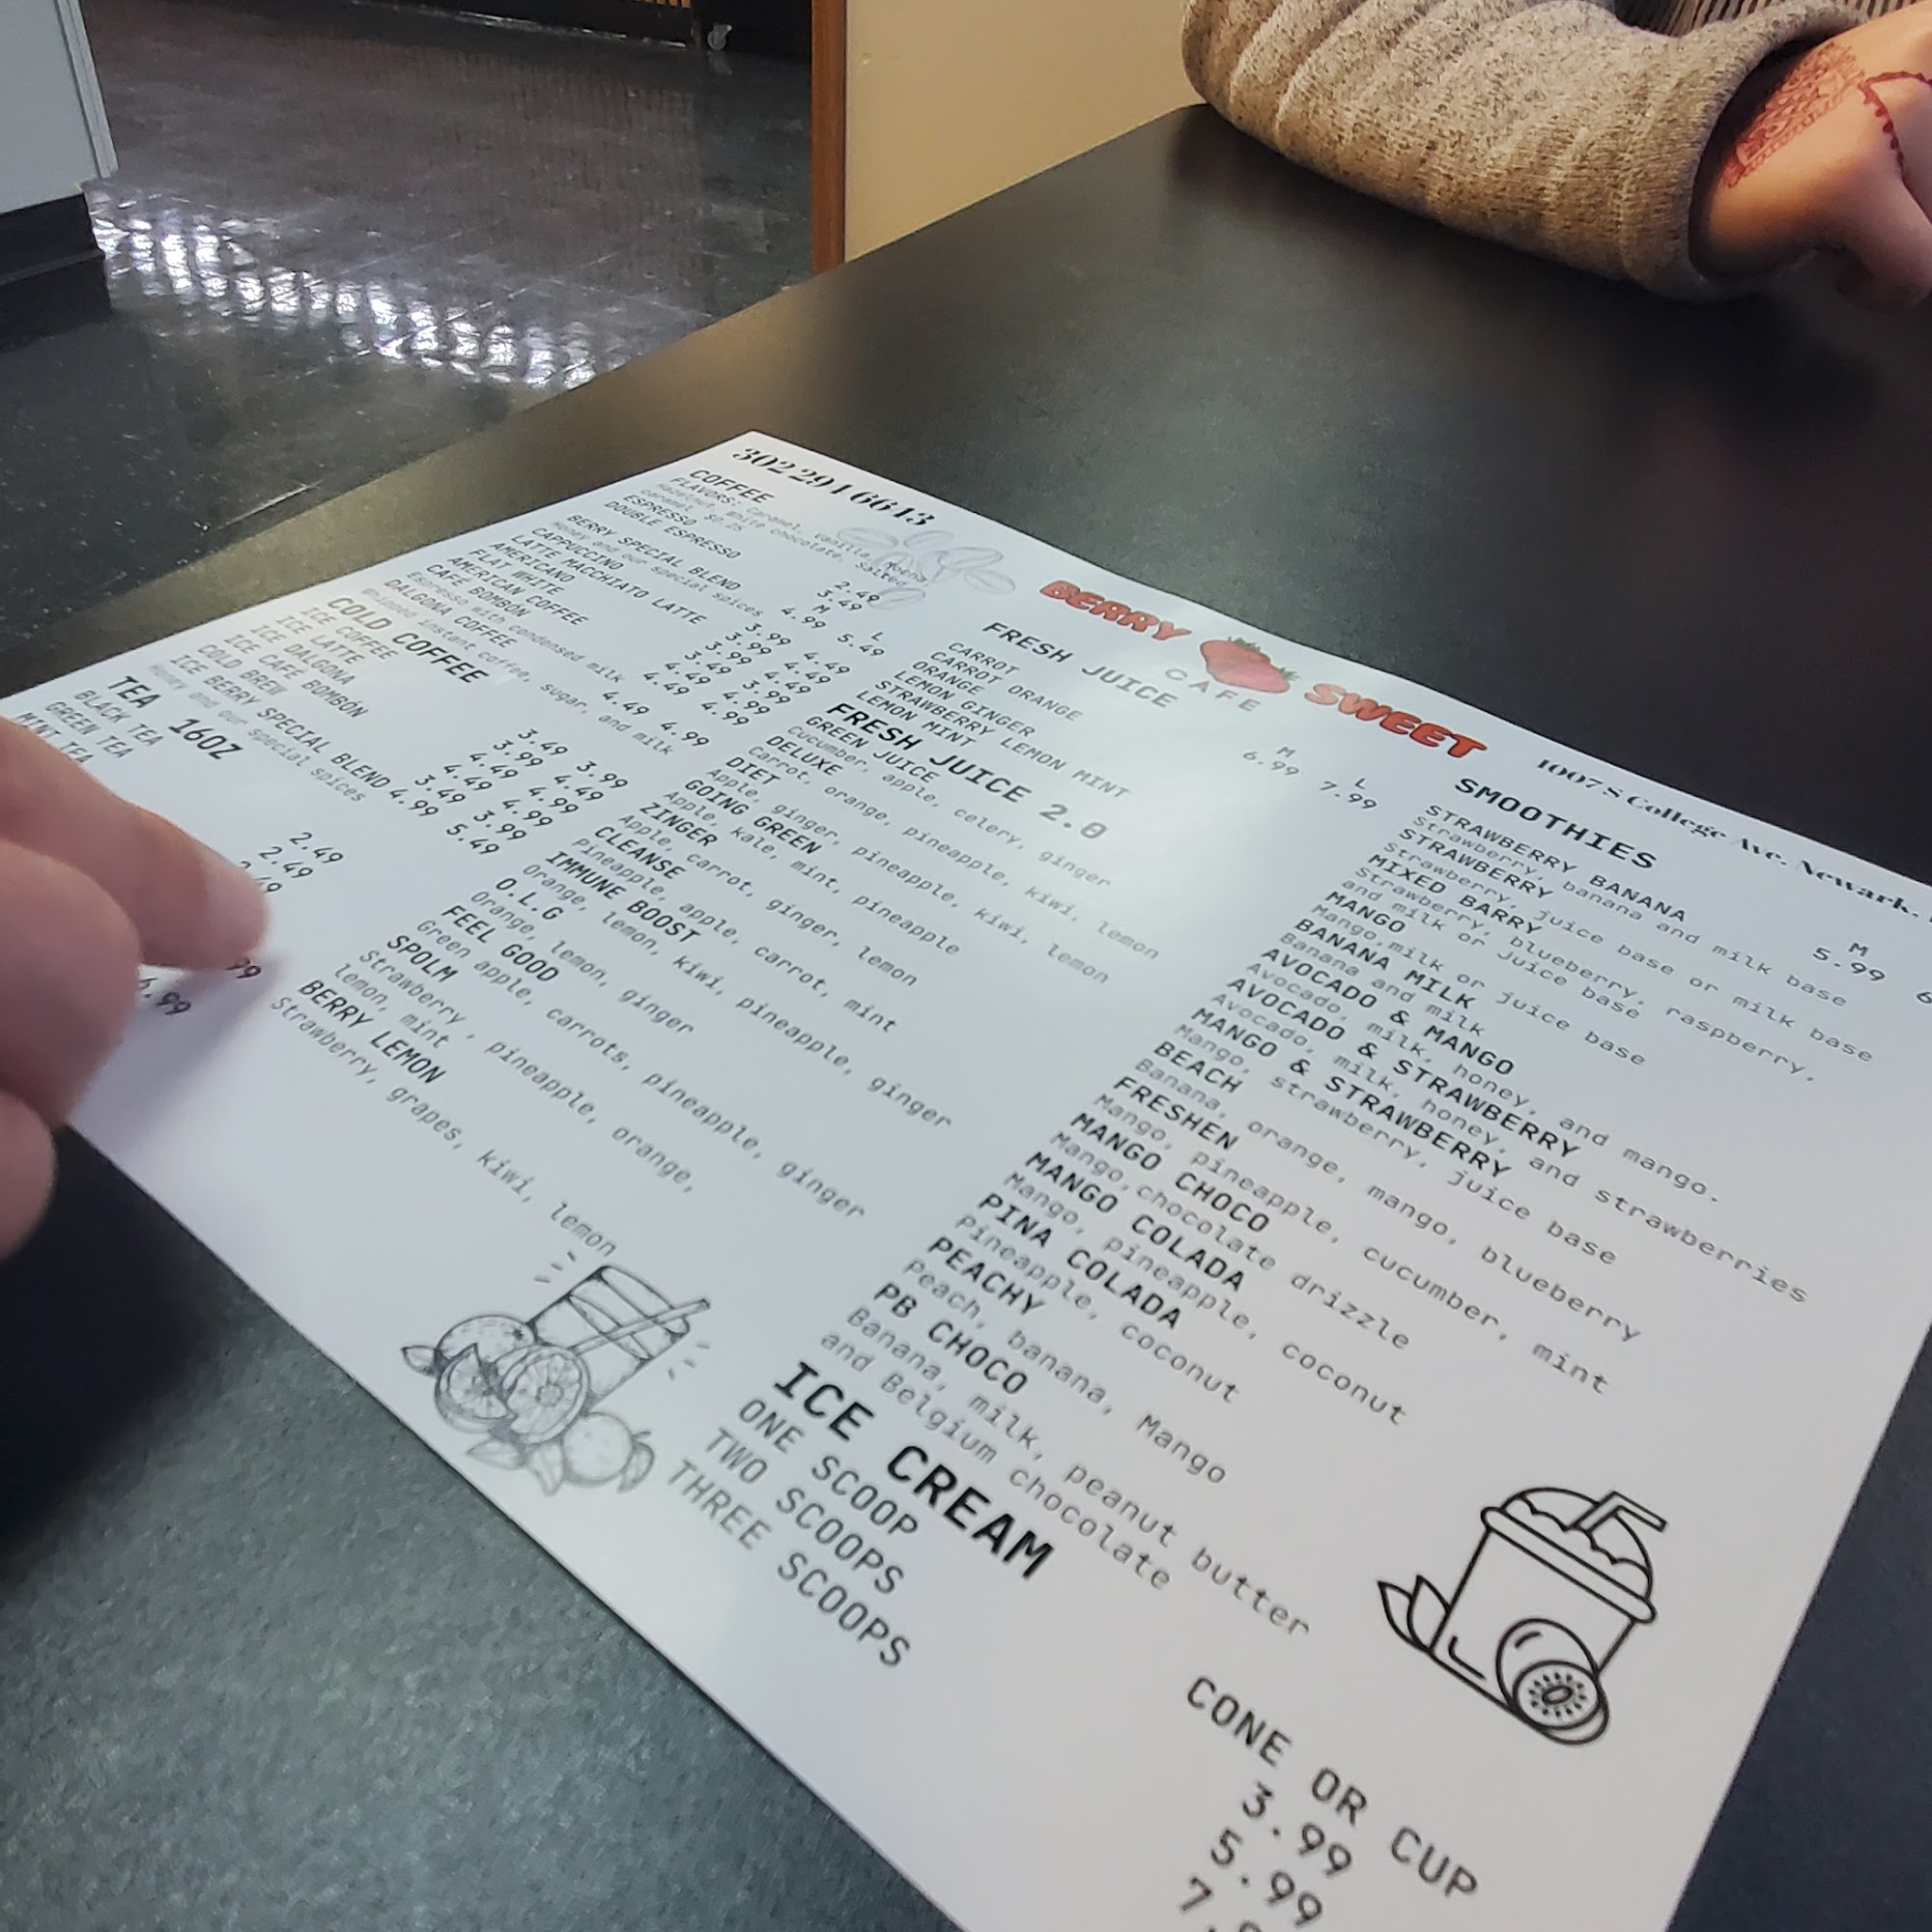 3022916643
COFFEE
FLAVORS: Caramel, vanilla, Mocha
Hazelnut, white chocolate, Salted
caramel $0.25
ESPRESSO 2.49
DOUBLE ESPRESSO 3.49
M L
BERRY SPECIAL BLEND 4.99 5.49
Honey and our special spices
CAPPUCCINO 3.99 4.49
LATTE MACCHIATO LATTE 3.99 4.49
AMERICANO 3.49 3.99
FLAT WHITE 4.49 4.99
AMERICAN COFFEE
CAFE BOMBÓN 4.49 4.99
Espresso with condensed milk
DALGONA COFFEE 4.49 4.99
Whipped instant coffee, sugar, and milk
COLD COFFEE
ICE COFFEE 3.49 3.99
ICE LATTE 3.99 4.49
ICE DALGONA 4.49 4.99
ICE CAFE BOMBÓN 4.49 4.99
COLD BREW 3.49 3.99
ICE BERRY SPECIAL BLEND 4.99 5.49
Honey and our special spices
TEA 16OZ
BLACK TEA 2.49
GREEN TEA 2.49
MINT TEA
99
6.99
BERRY SWEET
CAFE
FRESH JUICE
M L
6.99 7.99
CARROT
CARROT ORANGE
ORANGE
LEMON GINGER
STRAWBERRY LEMON MINT
LEMON MINT
FRESH JUICE 2.0
GREEN JUICE
Cucumber, apple, celery, ginger
DELUXE
Carrot, orange, pineapple, kiwi, lemon
DIET
Apple, ginger, pineapple, kiwi, lemon
GOING GREEN
Apple, kale, mint, pineapple
ZINGER
Apple, carrot, ginger, lemon
CLEANSE
Pineapple, apple, carrot, mint
IMMUNE BOOST
Orange, lemon, kiwi, pineapple, ginger
O.L.G
Orange, lemon, ginger
FEEL GOOD
Green apple, carrots, pineapple, ginger
SPOLM
Strawberry, pineapple, orange,
lemon, mint
BERRY LEMON
Strawberry, grapes, kiwi, lemon
1007 S College Ave. Newark,
SMOOTHIES
M
5.99 6
STRAWBERRY BANANA
Strawberry, banana and milk base
STRAWBERRY
Strawberry, juice base or milk base
MIXED BARRY
Strawberry, blueberry, raspberry,
and milk or juice base
MANGO
Mango, milk or juice base
BANANA MILK
Banana and milk
AVOCADO & MANGO
Avocado, milk, honey, and mango.
AVOCADO & STRAWBERRY
Avocado, milk, honey, and strawberries
MANGO & STRAWBERRY
Mango, strawberry, juice base
BEACH
Banana, orange, mango, blueberry
FRESHEN
Mango, pineapple, cucumber, mint
MANGO CHOCO
Mango, chocolate drizzle
MANGO COLADA
Mango, pineapple, coconut
PINA COLADA
Pineapple, coconut
PEACHY
Peach, banana, Mango
PB CHOCO
Banana, milk, peanut butter
and Belgium chocolate
ICE CREAM
CONE OR CUP
ONE SCOOP 3.99
TWO SCOOPS 5.99
THREE SCOOPS 7.